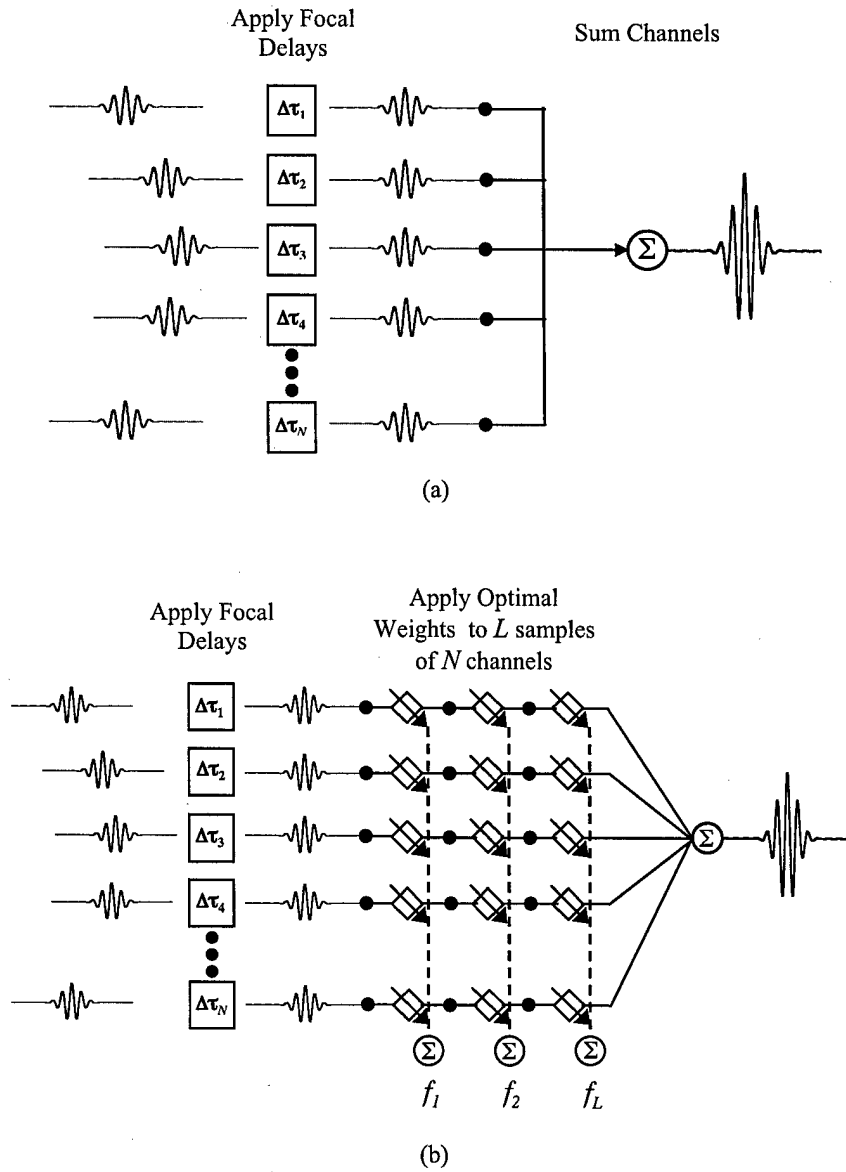 Apply Focal
Delays
Sum Channels
Δτ₁
Δτ₂
Δτ₃
Σ
Δτ₄
Δτ_N
(a)
Apply Focal
Delays
Apply Optimal
Weights to L samples
of N channels
Δτ₁
Δτ₂
Δτ₃
Σ
Δτ₄
Δτ_N
Σ Σ Σ
f₁ f₂ f_L
(b)